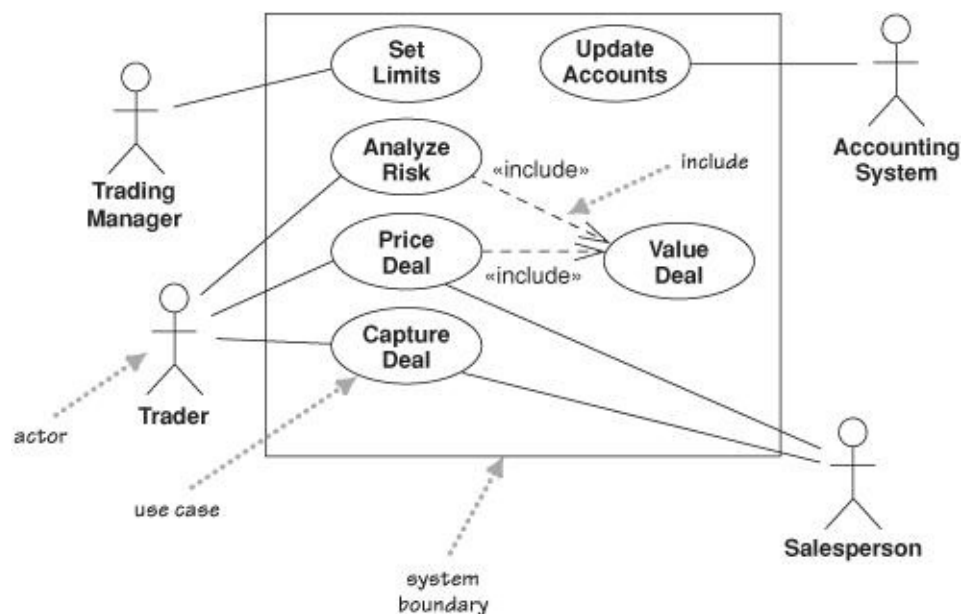 Set
Limits
Update
Accounts
Trading
Manager
Accounting
System
Analyze
Risk
«include»
include
Price
Deal
«include»
Value
Deal
Capture
Deal
Trader
actor
use case
Salesperson
system
boundary